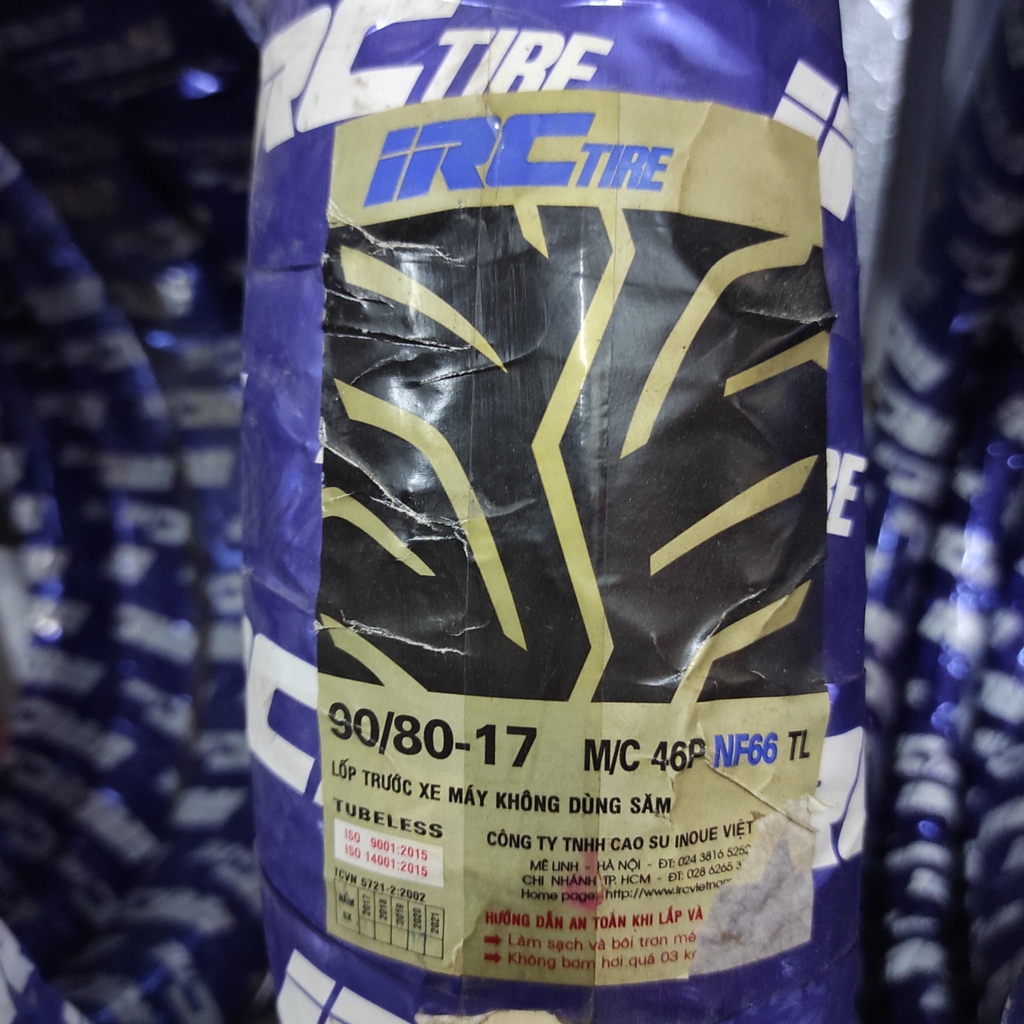 IRC TIRE
IRC TIRE
90/80-17 M/C 46P NF66 TL
LỐP TRƯỚC XE MÁY KHÔNG DÙNG SĂM
TUBELESS
ISO 9001:2015
ISO 14001:2015
TCVN 5721-2:2002
NĂM 2017 2018 2019 2020 2021
CÔNG TY TNHH CAO SU INOUE VIỆT
MÊ LINH - HÀ NỘI - ĐT: 024 3816 525
CHI NHÁNH TP. HCM - ĐT: 028 6265 3
Home page: http://www.ircvietna
HƯỚNG DẪN AN TOÀN KHI LẮP VÀ
Làm sạch và bôi trơn mé
Không bơm hơi quá 03 k